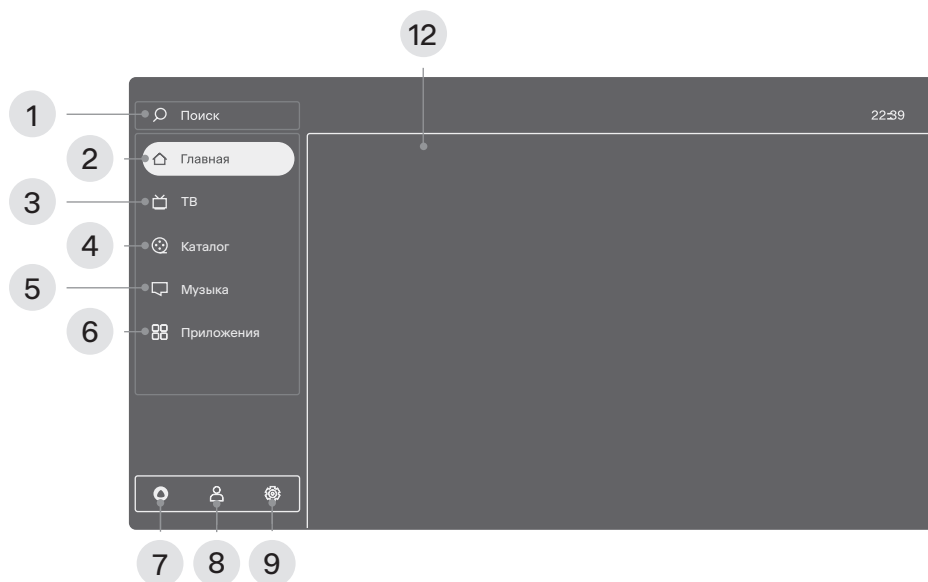 12
1 Поиск 22:39
2 Главная
3 ТВ
4 Каталог
5 Музыка
6 Приложения
7 8 9